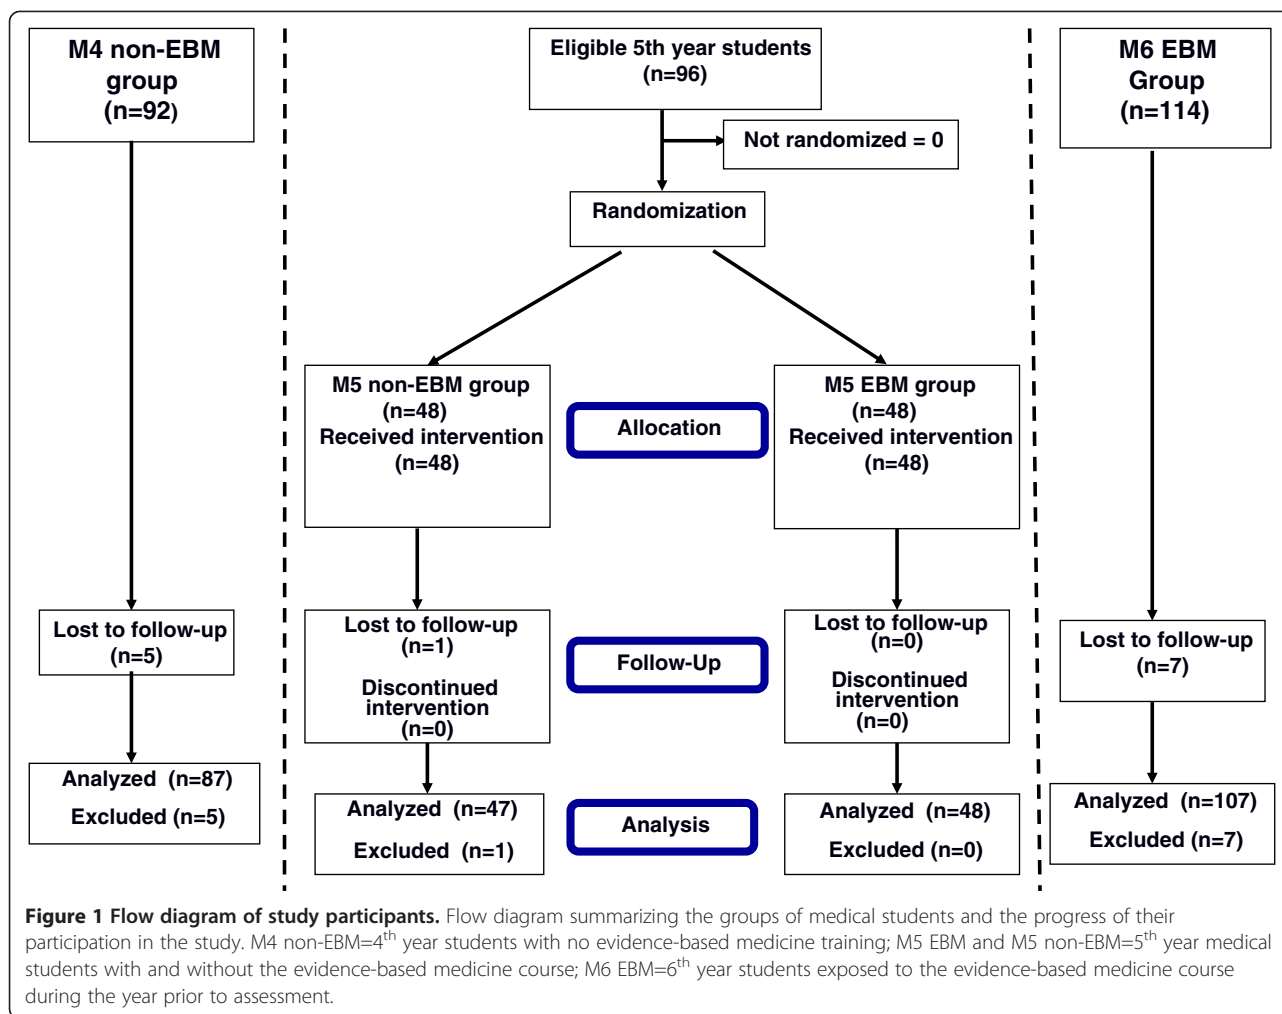 M4 non-EBM
group
(n=92)
Eligible 5th year students
(n=96)
Not randomized = 0
Randomization
M6 EBM
Group
(n=114)
M5 non-EBM group
(n=48)
Received intervention
(n=48)
Allocation
M5 EBM group
(n=48)
Received intervention
(n=48)
Lost to follow-up
(n=5)
Lost to follow-up
(n=1)
Discontinued
intervention
(n=0)
Follow-Up
Lost to follow-up
(n=0)
Discontinued
intervention
(n=0)
Lost to follow-up
(n=7)
Analyzed (n=87)
Excluded (n=5)
Analyzed (n=47)
Excluded (n=1)
Analysis
Analyzed (n=48)
Excluded (n=0)
Analyzed (n=107)
Excluded (n=7)
Figure 1 Flow diagram of study participants. Flow diagram summarizing the groups of medical students and the progress of their
participation in the study. M4 non-EBM=4th year students with no evidence-based medicine training; M5 EBM and M5 non-EBM=5th year medical
students with and without the evidence-based medicine course; M6 EBM=6th year students exposed to the evidence-based medicine course
during the year prior to assessment.